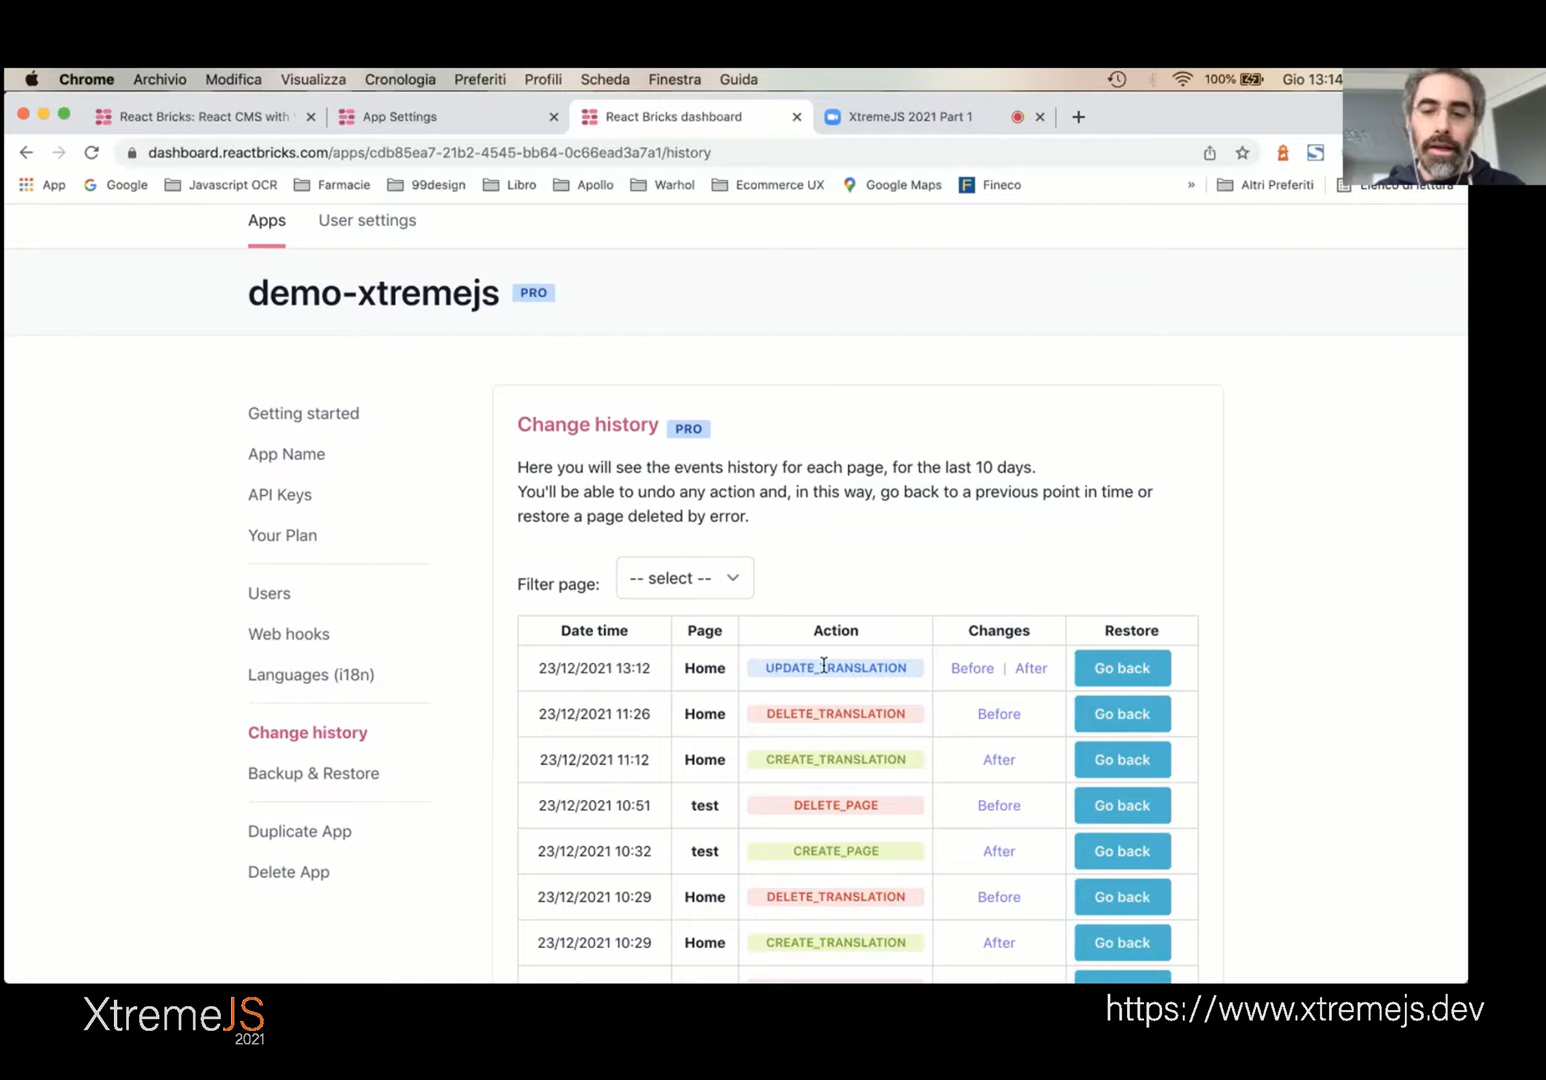 Chrome Archivio Modifica Visualizza Cronologia Preferiti Profili Scheda Finestra Guida 100% Gio 13:14
React Bricks: React CMS with App Settings React Bricks dashboard XtremeJS 2021 Part 1
dashboard.reactbricks.com/apps/cdb85ea7-21b2-4545-bb64-0c66ead3a7a1/history
App Google Javascript OCR Farmacie 99design Libro Apollo Warhol Ecommerce UX Google Maps Fineco » Altri Preferiti Elenco di lettura
Apps User settings
demo-xtremejs PRO
Getting started
App Name
API Keys
Your Plan
Users
Web hooks
Languages (i18n)
Change history
Backup & Restore
Duplicate App
Delete App
Change history PRO
Here you will see the events history for each page, for the last 10 days.
You'll be able to undo any action and, in this way, go back to a previous point in time or
restore a page deleted by error.
Filter page: -- select --
Date time Page Action Changes Restore
23/12/2021 13:12 Home UPDATE_TRANSLATION Before | After Go back
23/12/2021 11:26 Home DELETE_TRANSLATION Before Go back
23/12/2021 11:12 Home CREATE_TRANSLATION After Go back
23/12/2021 10:51 test DELETE_PAGE Before Go back
23/12/2021 10:32 test CREATE_PAGE After Go back
23/12/2021 10:29 Home DELETE_TRANSLATION Before Go back
23/12/2021 10:29 Home CREATE_TRANSLATION After Go back
XtremeJS
2021
https://www.xtremejs.dev